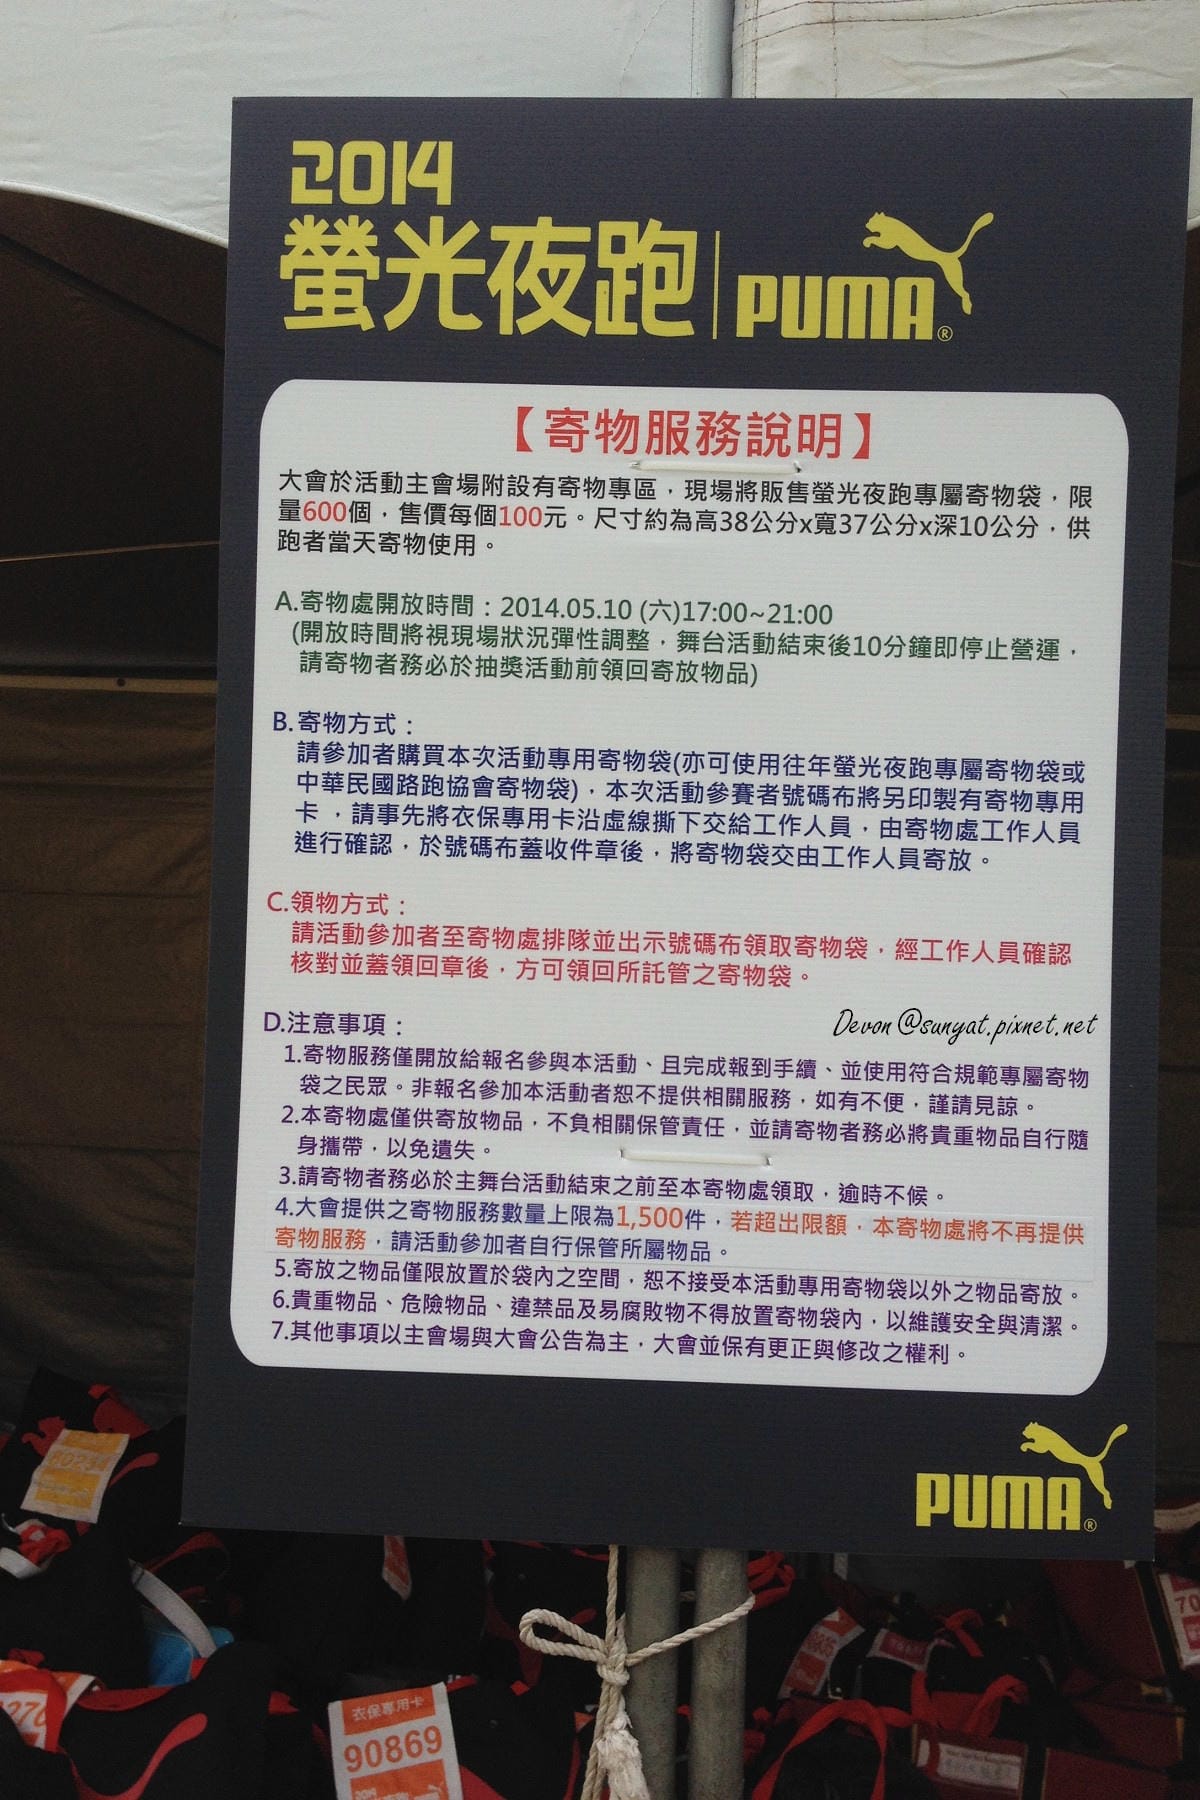 2014
螢光夜跑 PUMA®
【寄物服務說明】
大會於活動主會場附設有寄物專區，現場將販售螢光夜跑專屬寄物袋，限
量600個，售價每個100元。尺寸約為高38公分x寬37公分x深10公分，供
跑者當天寄物使用。
A.寄物處開放時間：2014.05.10 (六)17:00~21:00
(開放時間將視現場狀況彈性調整，舞台活動結束後10分鐘即停止營運，
請寄物者務必於抽獎活動前領回寄放物品)
B.寄物方式：
請參加者購買本次活動專用寄物袋(亦可使用往年螢光夜跑專屬寄物袋或
中華民國路跑協會寄物袋)，本次活動參賽者號碼布將另印製有寄物專用
卡 ，請事先將衣保專用卡沿虛線撕下交給工作人員，由寄物處工作人員
進行確認，於號碼布蓋收件章後，將寄物袋交由工作人員寄放。
C.領物方式：
請活動參加者至寄物處排隊並出示號碼布領取寄物袋，經工作人員確認
核對並蓋領回章後，方可領回所託管之寄物袋。
D.注意事項：
Devon@sunyat.pixnet.net
1.寄物服務僅開放給報名參與本活動、且完成報到手續、並使用符合規範專屬寄物
袋之民眾。非報名參加本活動者恕不提供相關服務，如有不便，謹請見諒。
2.本寄物處僅供寄放物品，不負相關保管責任，並請寄物者務必將貴重物品自行隨
身攜帶，以免遺失。
3.請寄物者務必於主舞台活動結束之前至本寄物處領取，逾時不候。
4.大會提供之寄物服務數量上限為1,500件，若超出限額，本寄物處將不再提供
寄物服務，請活動參加者自行保管所屬物品。
5.寄放之物品僅限放置於袋內之空間，恕不接受本活動專用寄物袋以外之物品寄放。
6.貴重物品、危險物品、違禁品及易腐敗物不得放置寄物袋內，以維護安全與清潔。
7.其他事項以主會場與大會公告為主，大會並保有更正與修改之權利。
PUMA®
衣保專用卡
90869
2014
70